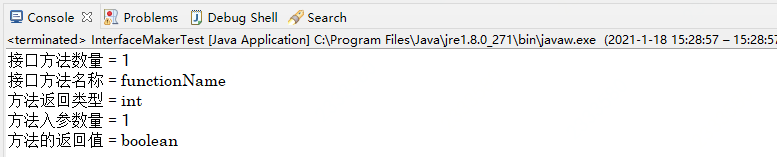 Console Problems Debug Shell Search
<terminated> InterfaceMakerTest [Java Application] C:\Program Files\Java\jre1.8.0_271\bin\javaw.exe (2021-1-18 15:28:57 – 15:28:57
接口方法数量 = 1
接口方法名称 = functionName
方法返回类型 = int
方法入参数量 = 1
方法的返回值 = boolean